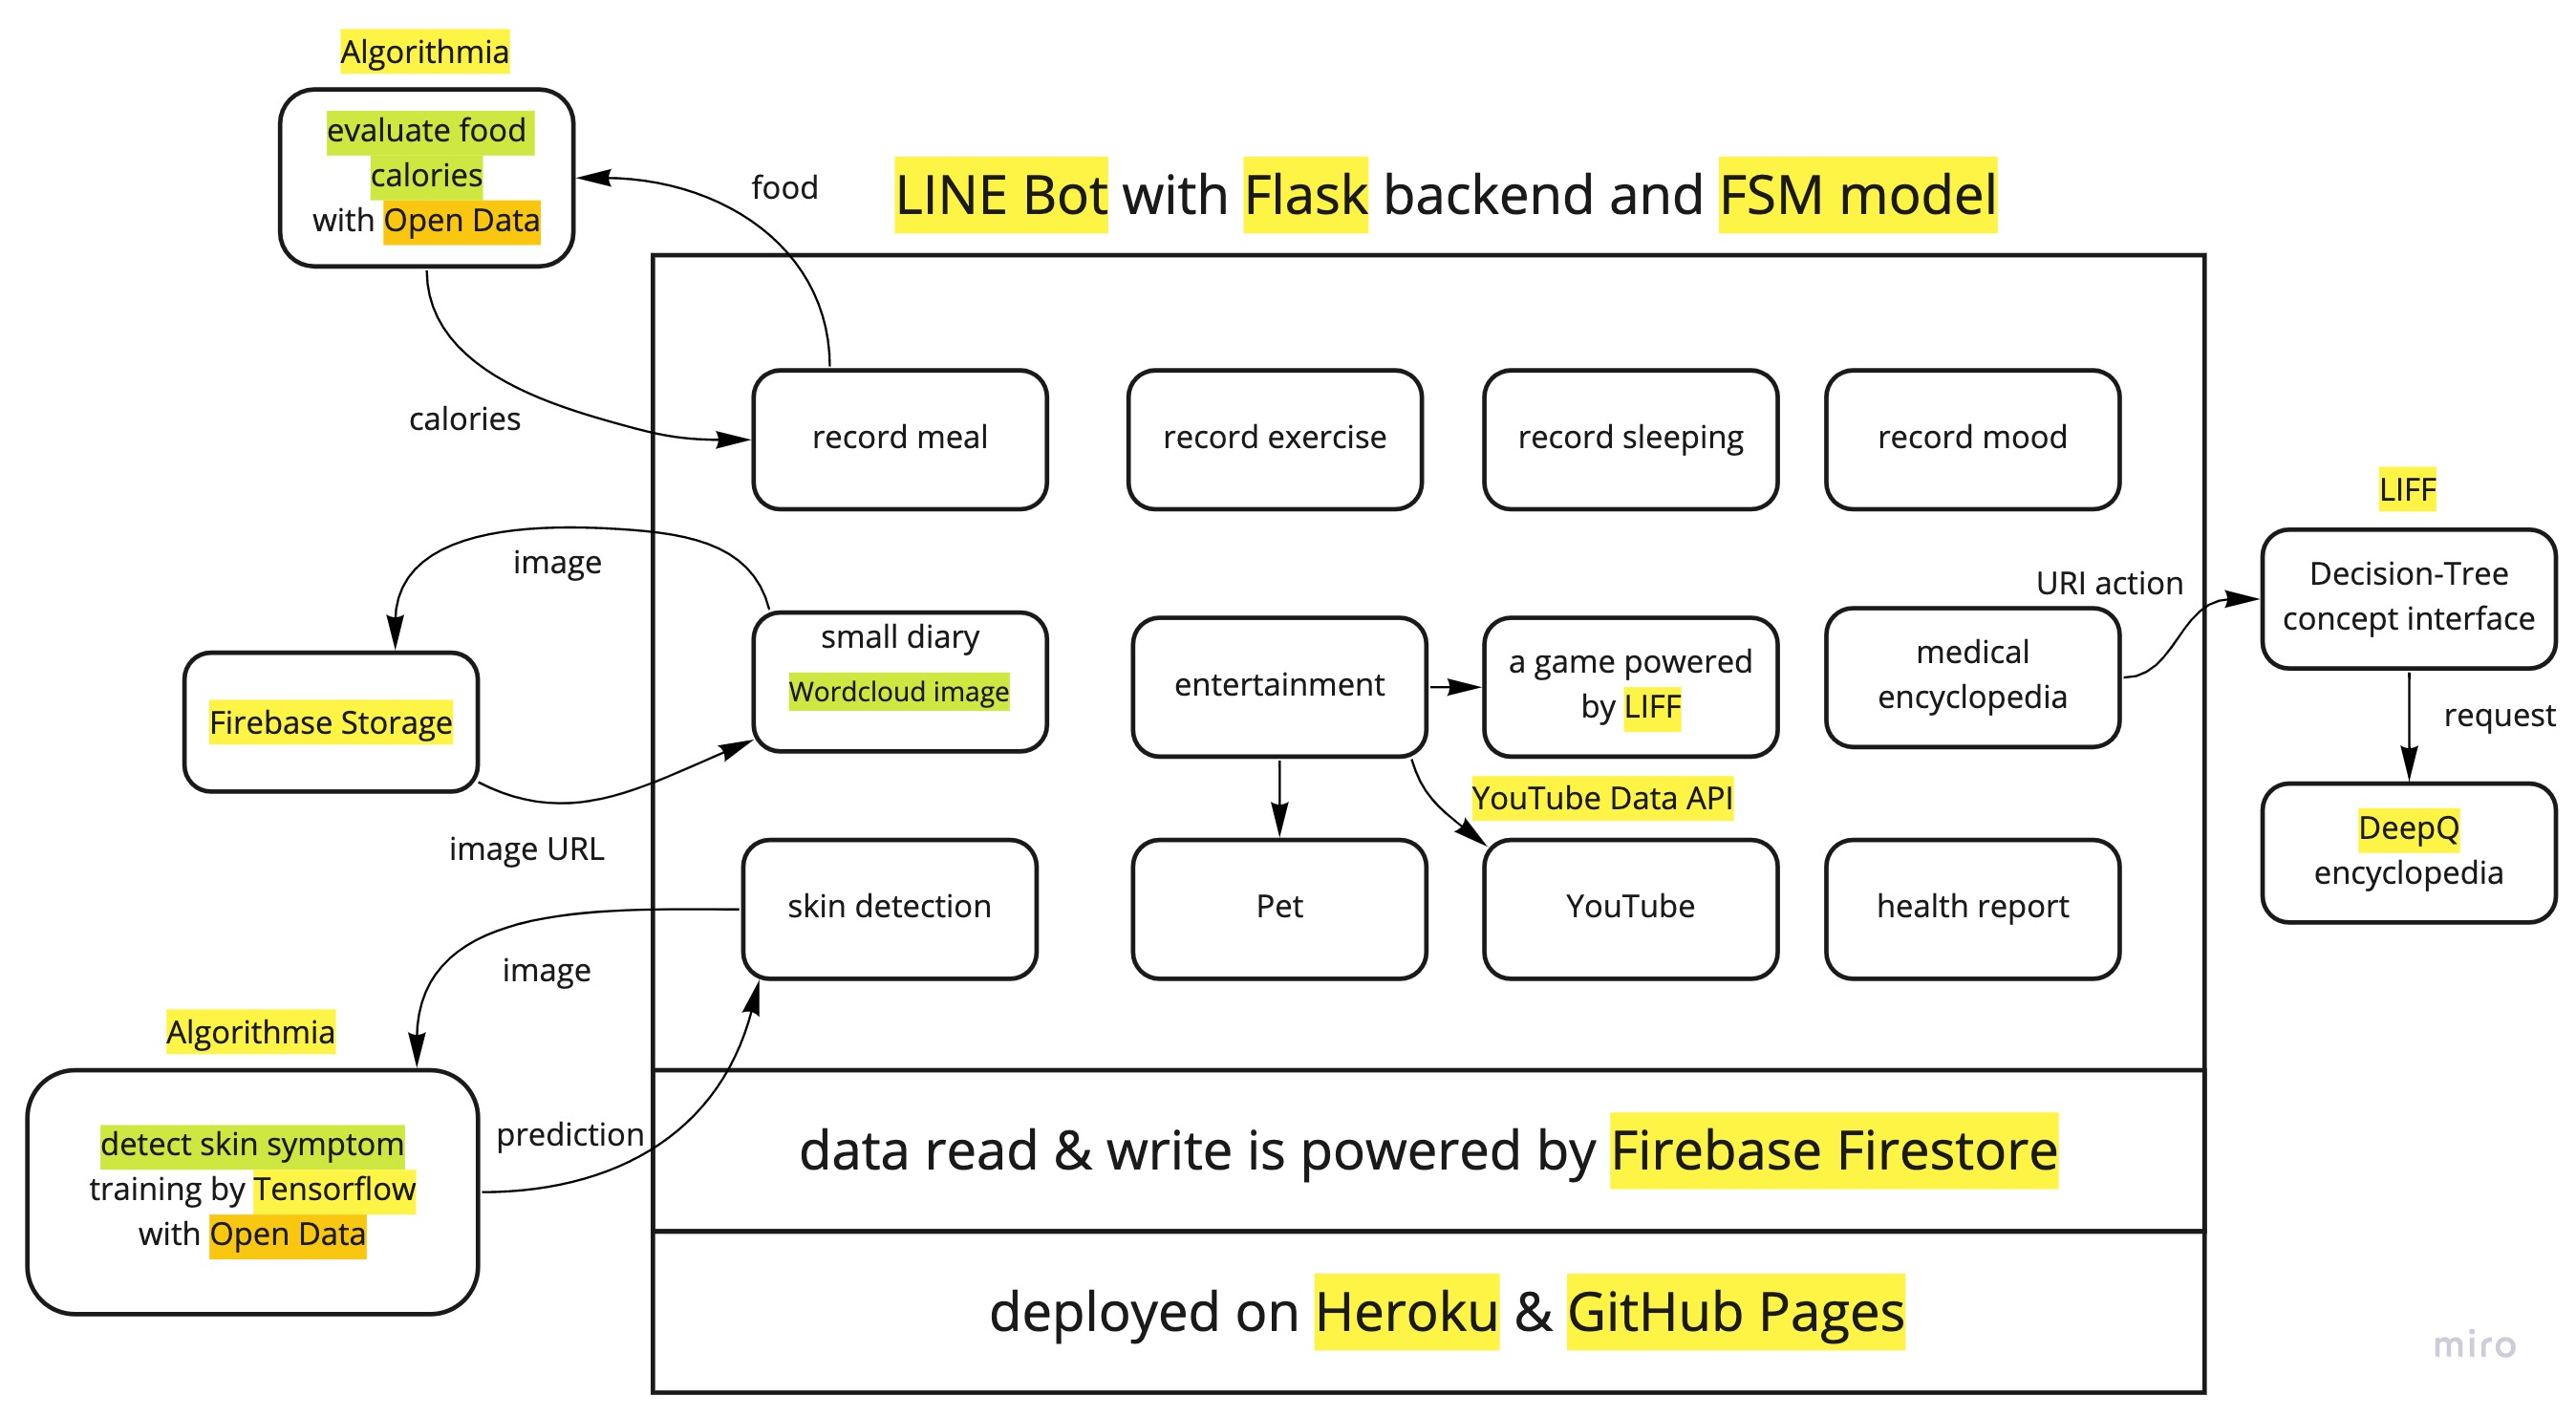 Algorithmia
evaluate food
calories
with Open Data
food
LINE Bot with Flask backend and FSM model
calories
record meal
record exercise
record sleeping
record mood
LIFF
Decision-Tree
concept interface
URI action
image
small diary
Wordcloud image
entertainment
a game powered
by LIFF
medical
encyclopedia
request
Firebase Storage
YouTube Data API
DeepQ
encyclopedia
image URL
skin detection
Pet
YouTube
health report
image
Algorithmia
detect skin symptom
training by Tensorflow
with Open Data
prediction
data read & write is powered by Firebase Firestore
deployed on Heroku & GitHub Pages
miro